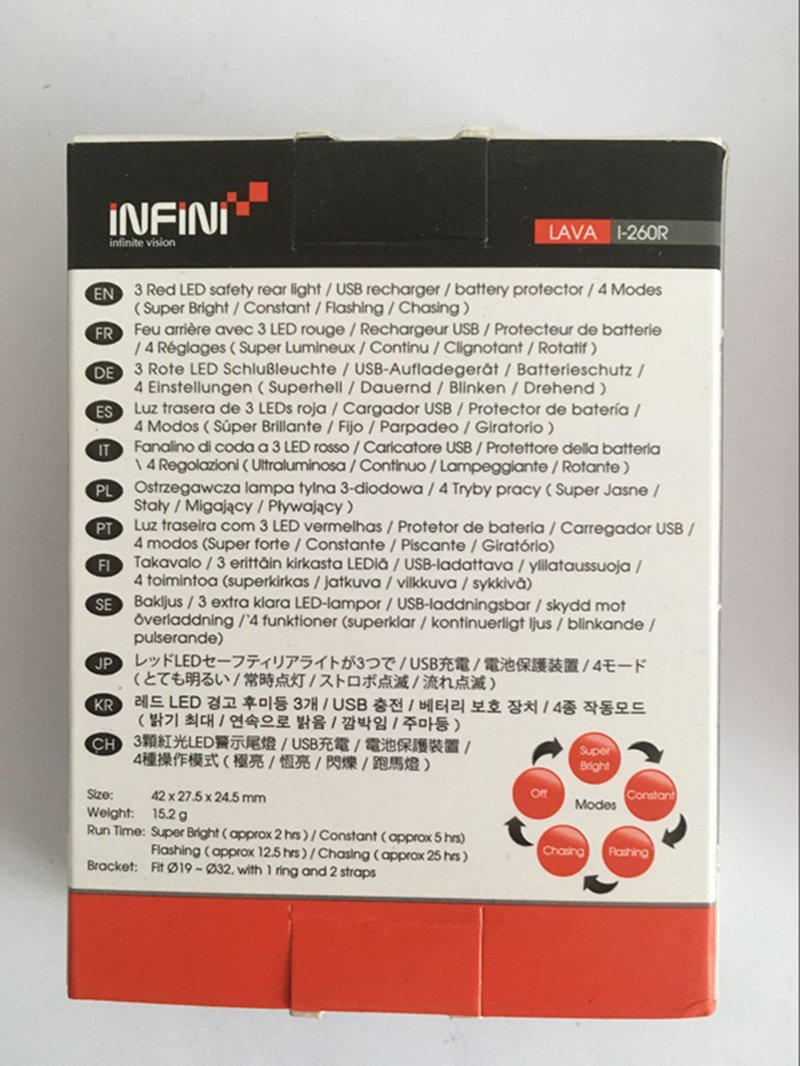 iNFiNi
infinite vision
LAVA I-260R
EN 3 Red LED safety rear light / USB recharger / battery protector / 4 Modes
( Super Bright / Constant / Flashing / Chasing )
FR Feu arrière avec 3 LED rouge / Rechargeur USB / Protecteur de batterie
/ 4 Réglages ( Super Lumineux / Continu / Clignotant / Rotatif )
DE 3 Rote LED Schlußleuchte / USB-Aufladegerät / Batterieschutz /
4 Einstellungen ( Superhell / Dauernd / Blinken / Drehend )
ES Luz trasera de 3 LEDs roja / Cargador USB / Protector de batería /
4 Modos ( Súper Brillante / Fijo / Parpadeo / Giratorio )
IT Fanalino di coda a 3 LED rosso / Caricatore USB / Protettore della batteria
\ 4 Regolazioni ( Ultraluminosa / Continuo / Lampeggiante / Rotante )
PL Ostrzegawcza lampa tylna 3-diodowa / 4 Tryby pracy ( Super Jasne /
Stały / Migający / Pływający )
PT Luz traseira com 3 LED vermelhas / Protetor de bateria / Carregador USB /
4 modos (Super forte / Constante / Piscante / Giratório)
FI Takavalo / 3 erittäin kirkasta LEDiä / USB-ladattava / ylilataussuoja /
4 toimintoa (superkirkas / jatkuva / vilkkuva / sykkivä)
SE Bakljus / 3 extra klara LED-lampor / USB-laddningsbar / skydd mot
överladdning / 4 funktioner (superklar / kontinuerligt ljus / blinkande /
pulserande)
JP レッドLEDセーフティリアライトが3つで / USB充電 / 電池保護装置 / 4モード
( とても明るい / 常時点灯 / ストロボ点滅 / 流れ点滅 )
KR 레드 LED 경고 후미등 3개 / USB 충전 / 베터리 보호 장치 / 4종 작동모드
( 밝기 최대 / 연속으로 밝음 / 깜박임 / 주마등 )
CH 3顆紅光LED警示尾燈 / USB充電 / 電池保護裝置 /
4種操作模式 ( 極亮 / 恆亮 / 閃爍 / 跑馬燈 )
Size: 42 x 27.5 x 24.5 mm
Weight: 15.2 g
Run Time: Super Bright ( approx 2 hrs ) / Constant ( approx 5 hrs)
Flashing ( approx 12.5 hrs ) / Chasing ( approx 25 hrs )
Bracket: Fit Ø19 ~ Ø32, with 1 ring and 2 straps
Super
Bright
Off
Modes
Constant
Chasing
Flashing